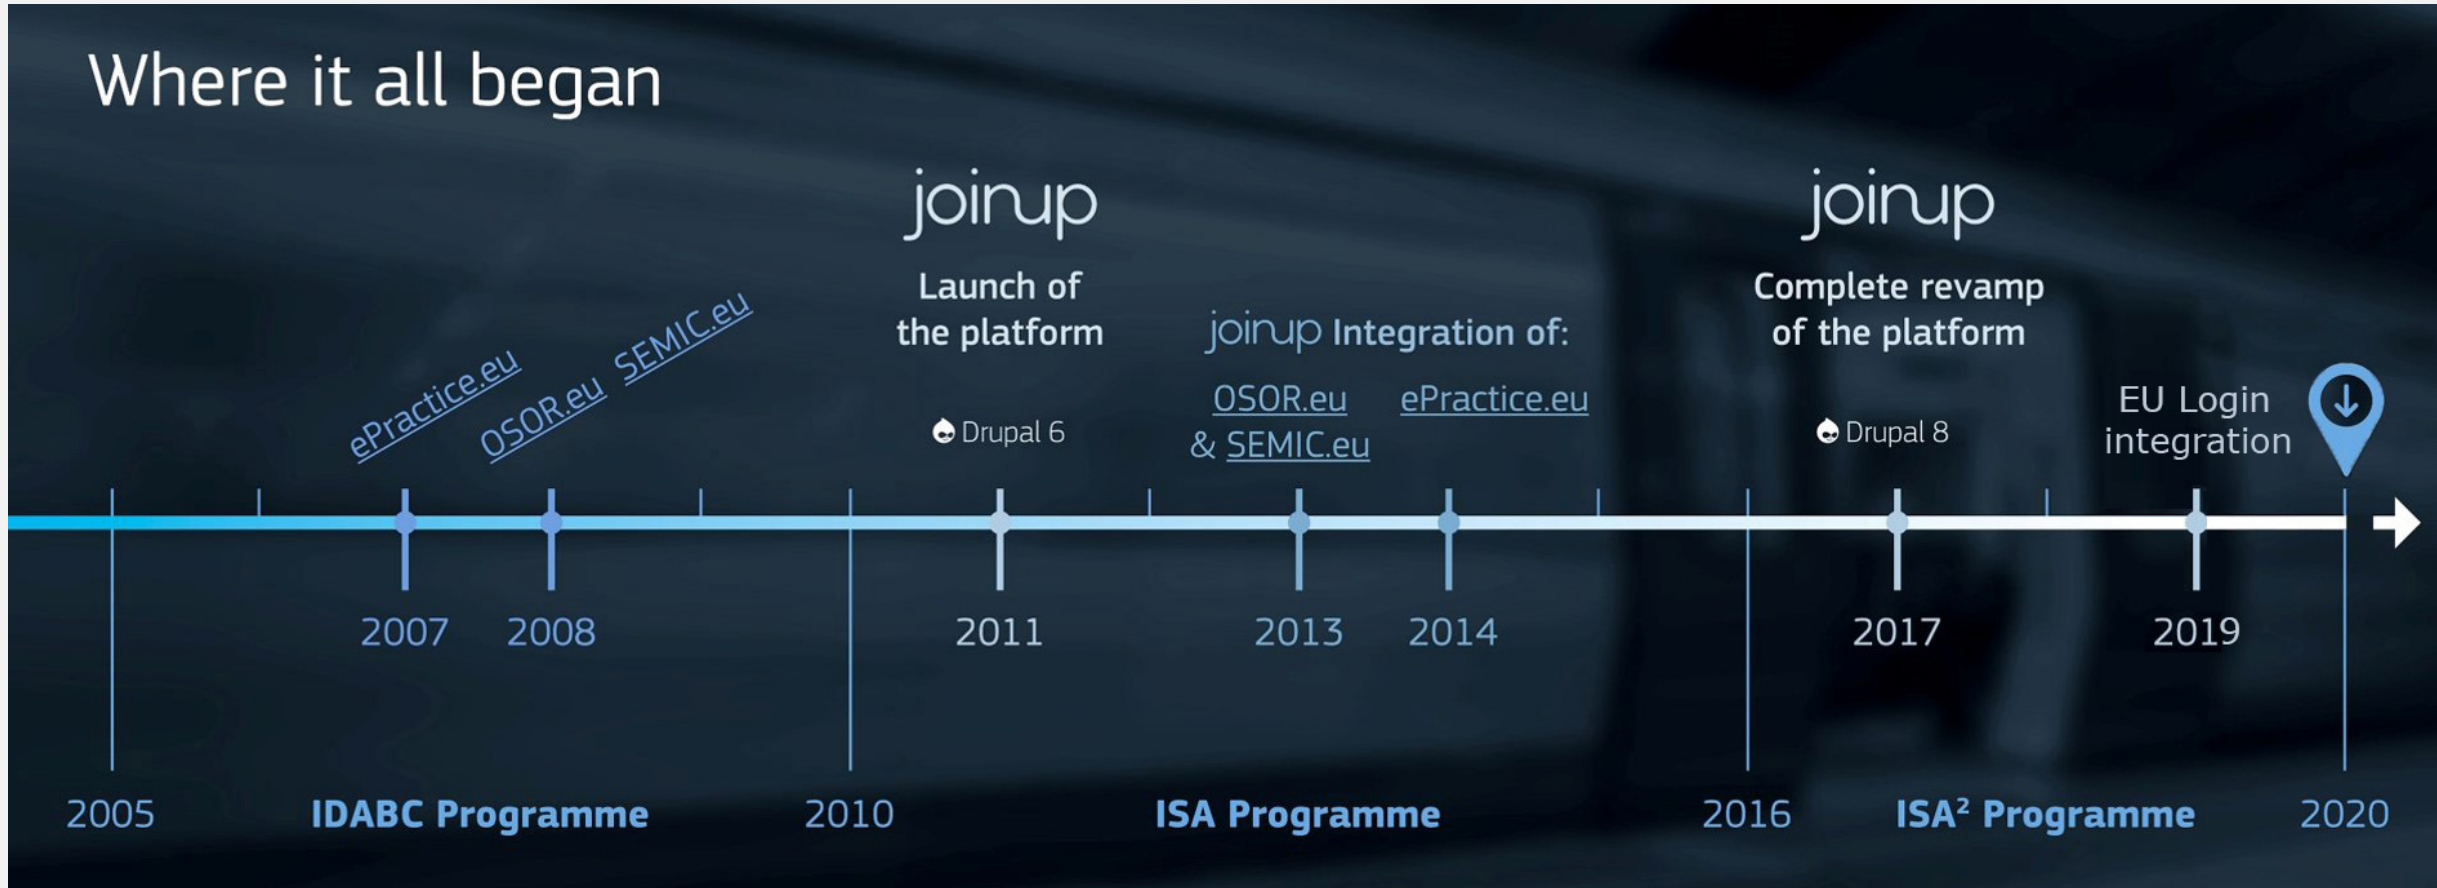 Where it all began
joinup
Launch of
the platform
Drupal 6
joinup
Complete revamp
of the platform
Drupal 8
ePractice.eu
OSOR.eu
SEMIC.eu
joinup Integration of:
OSOR.eu
& SEMIC.eu
ePractice.eu
EU Login
integration
2007
2008
2011
2013
2014
2017
2019
2005
IDABC Programme
2010
ISA Programme
2016
ISA² Programme
2020